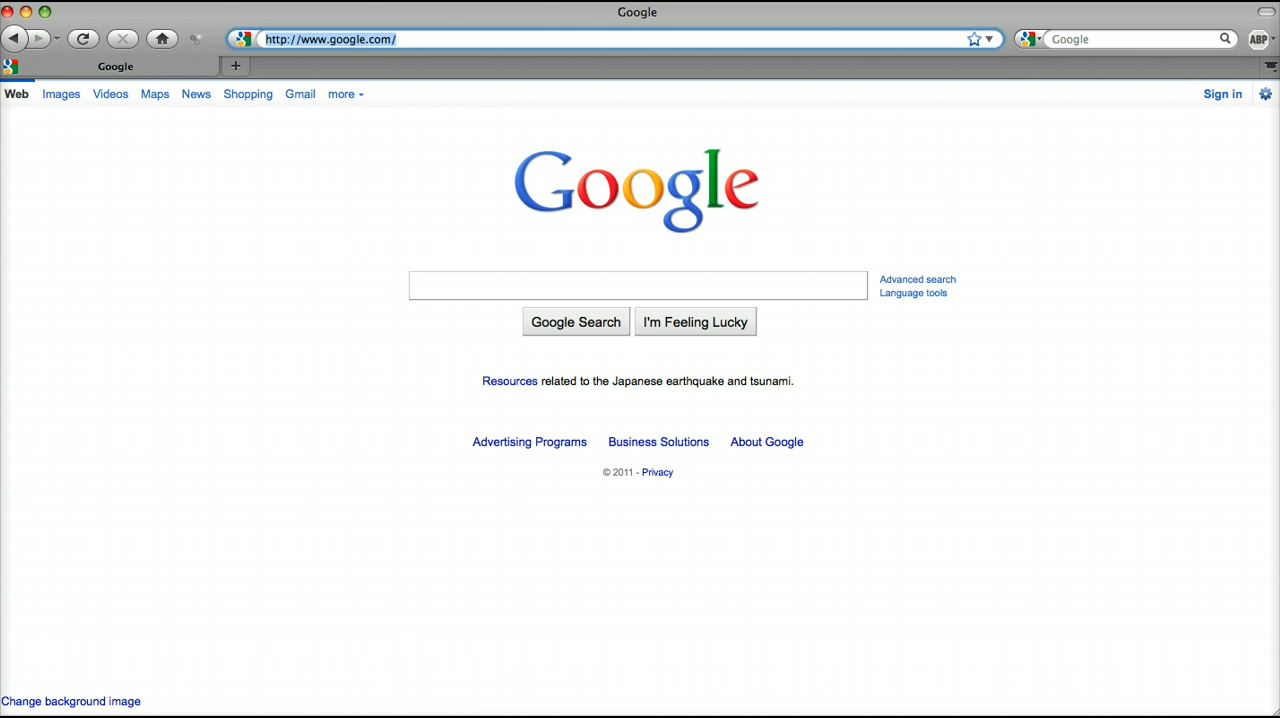 Google
http://www.google.com/
Google
ABP
Google
+
Web Images Videos Maps News Shopping Gmail more
Sign in
Google
Advanced search
Language tools
Google Search
I'm Feeling Lucky
Resources related to the Japanese earthquake and tsunami.
Advertising Programs Business Solutions About Google
© 2011 - Privacy
Change background image